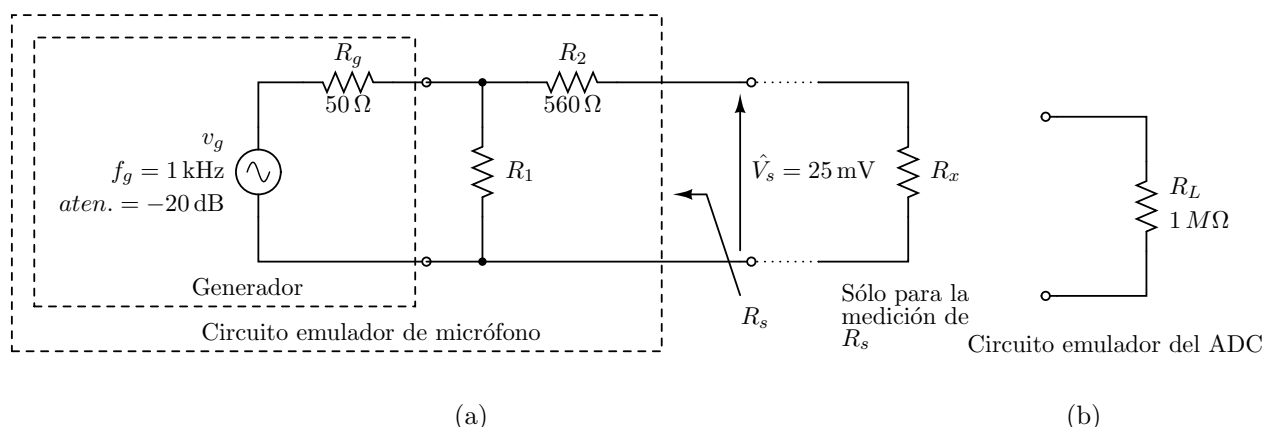 R_g
50 Ω
R_2
560 Ω
v_g
f_g = 1 kHz
aten. = −20 dB
R_1
V̂_s = 25 mV
R_x
R_L
1 MΩ
Generador
R_s
Sólo para la
medición de
R_s
Circuito emulador de micrófono
Circuito emulador del ADC
(a)
(b)